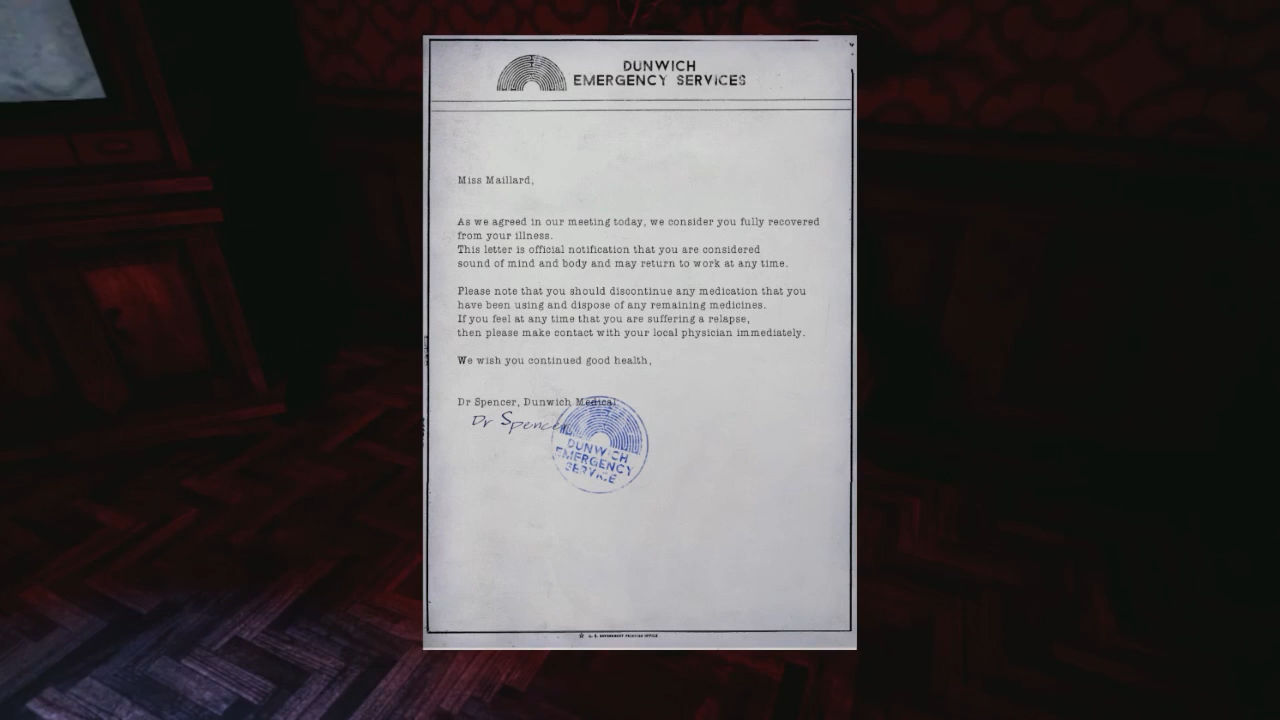 DUNWICH
EMERGENCY SERVICES
Miss Maillard,
As we agreed in our meeting today, we consider you fully recovered
from your illness.
This letter is official notification that you are considered
sound of mind and body and may return to work at any time.
Please note that you should discontinue any medication that you
have been using and dispose of any remaining medicines.
If you feel at any time that you are suffering a relapse,
then please make contact with your local physician immediately.
We wish you continued good health,
Dr Spencer, Dunwich Medical
Dr Spencer
DUNWICH
EMERGENCY
SERVICE
U. S. GOVERNMENT PRINTING OFFICE